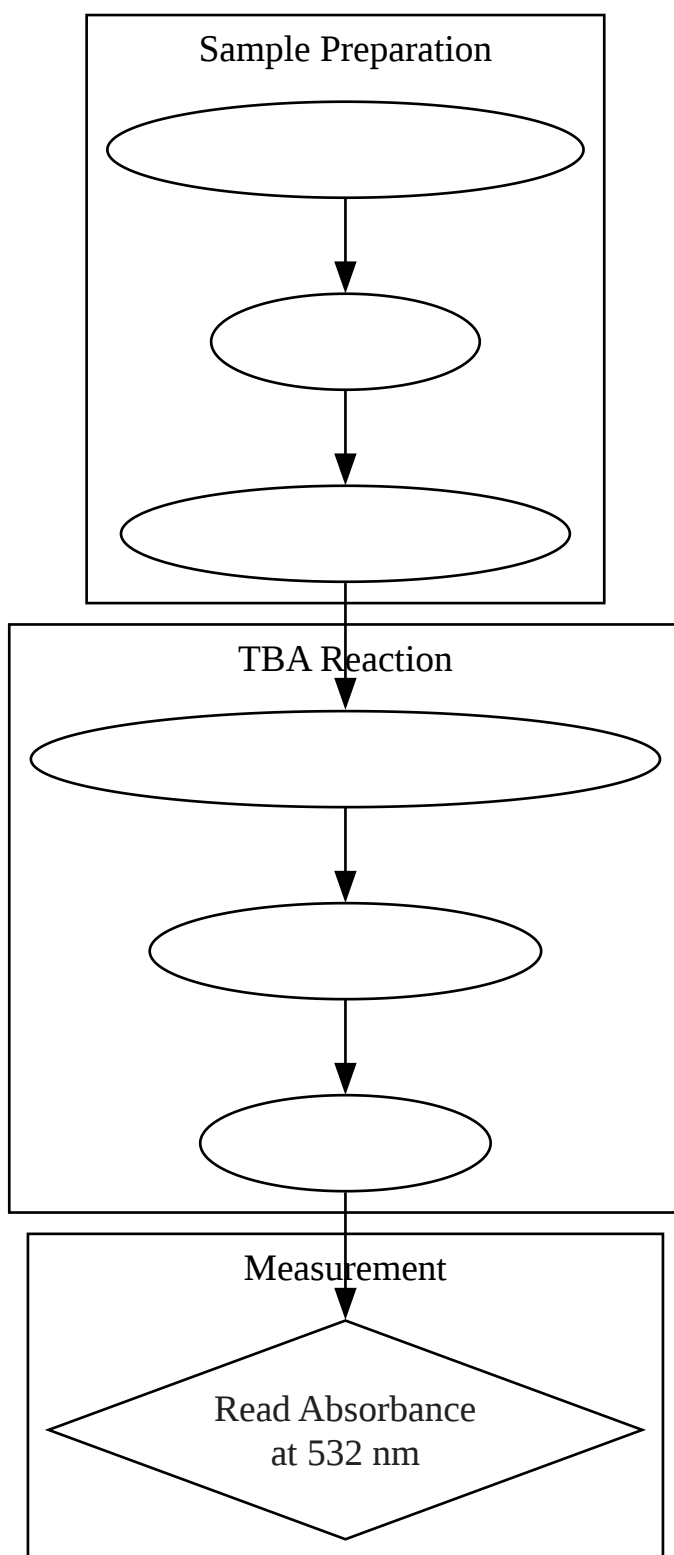 Sample Preparation
TBA Reaction
Measurement
Read Absorbance
at 532 nm